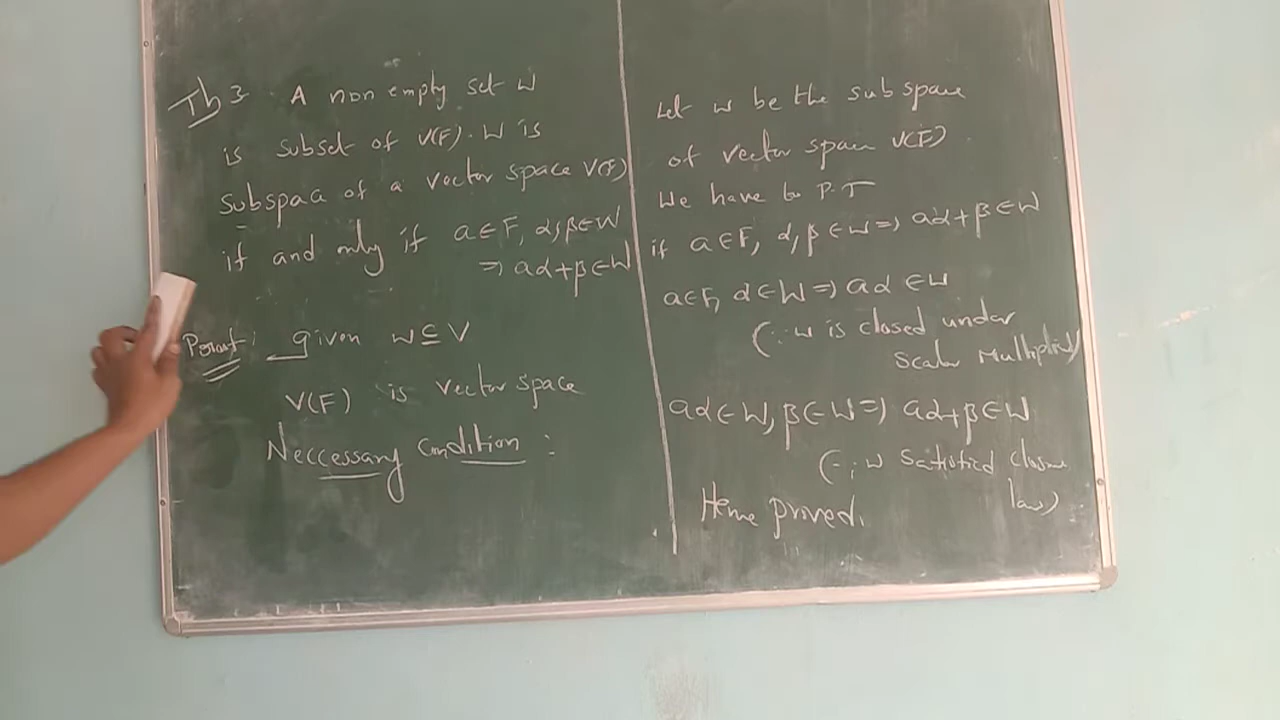 Th 3 A non empty set W
is subset of V(F). W is
subspace of a vector space V(F)
if and only if a∈F, α,β∈W
⇒ aα+β∈W
Proof: given W⊆V
V(F) is vector space
Neccessary Condition :
Let W be the sub space
of vector space V(F)
We have to P.T
if a∈F, α,β∈W ⇒ aα+β∈W
a∈F, α∈W ⇒ aα∈W
(∵ W is closed under
Scalar Multiplic)
aα∈W, β∈W ⇒ aα+β∈W
(∵ W Satisfied closure
law)
Hence proved.